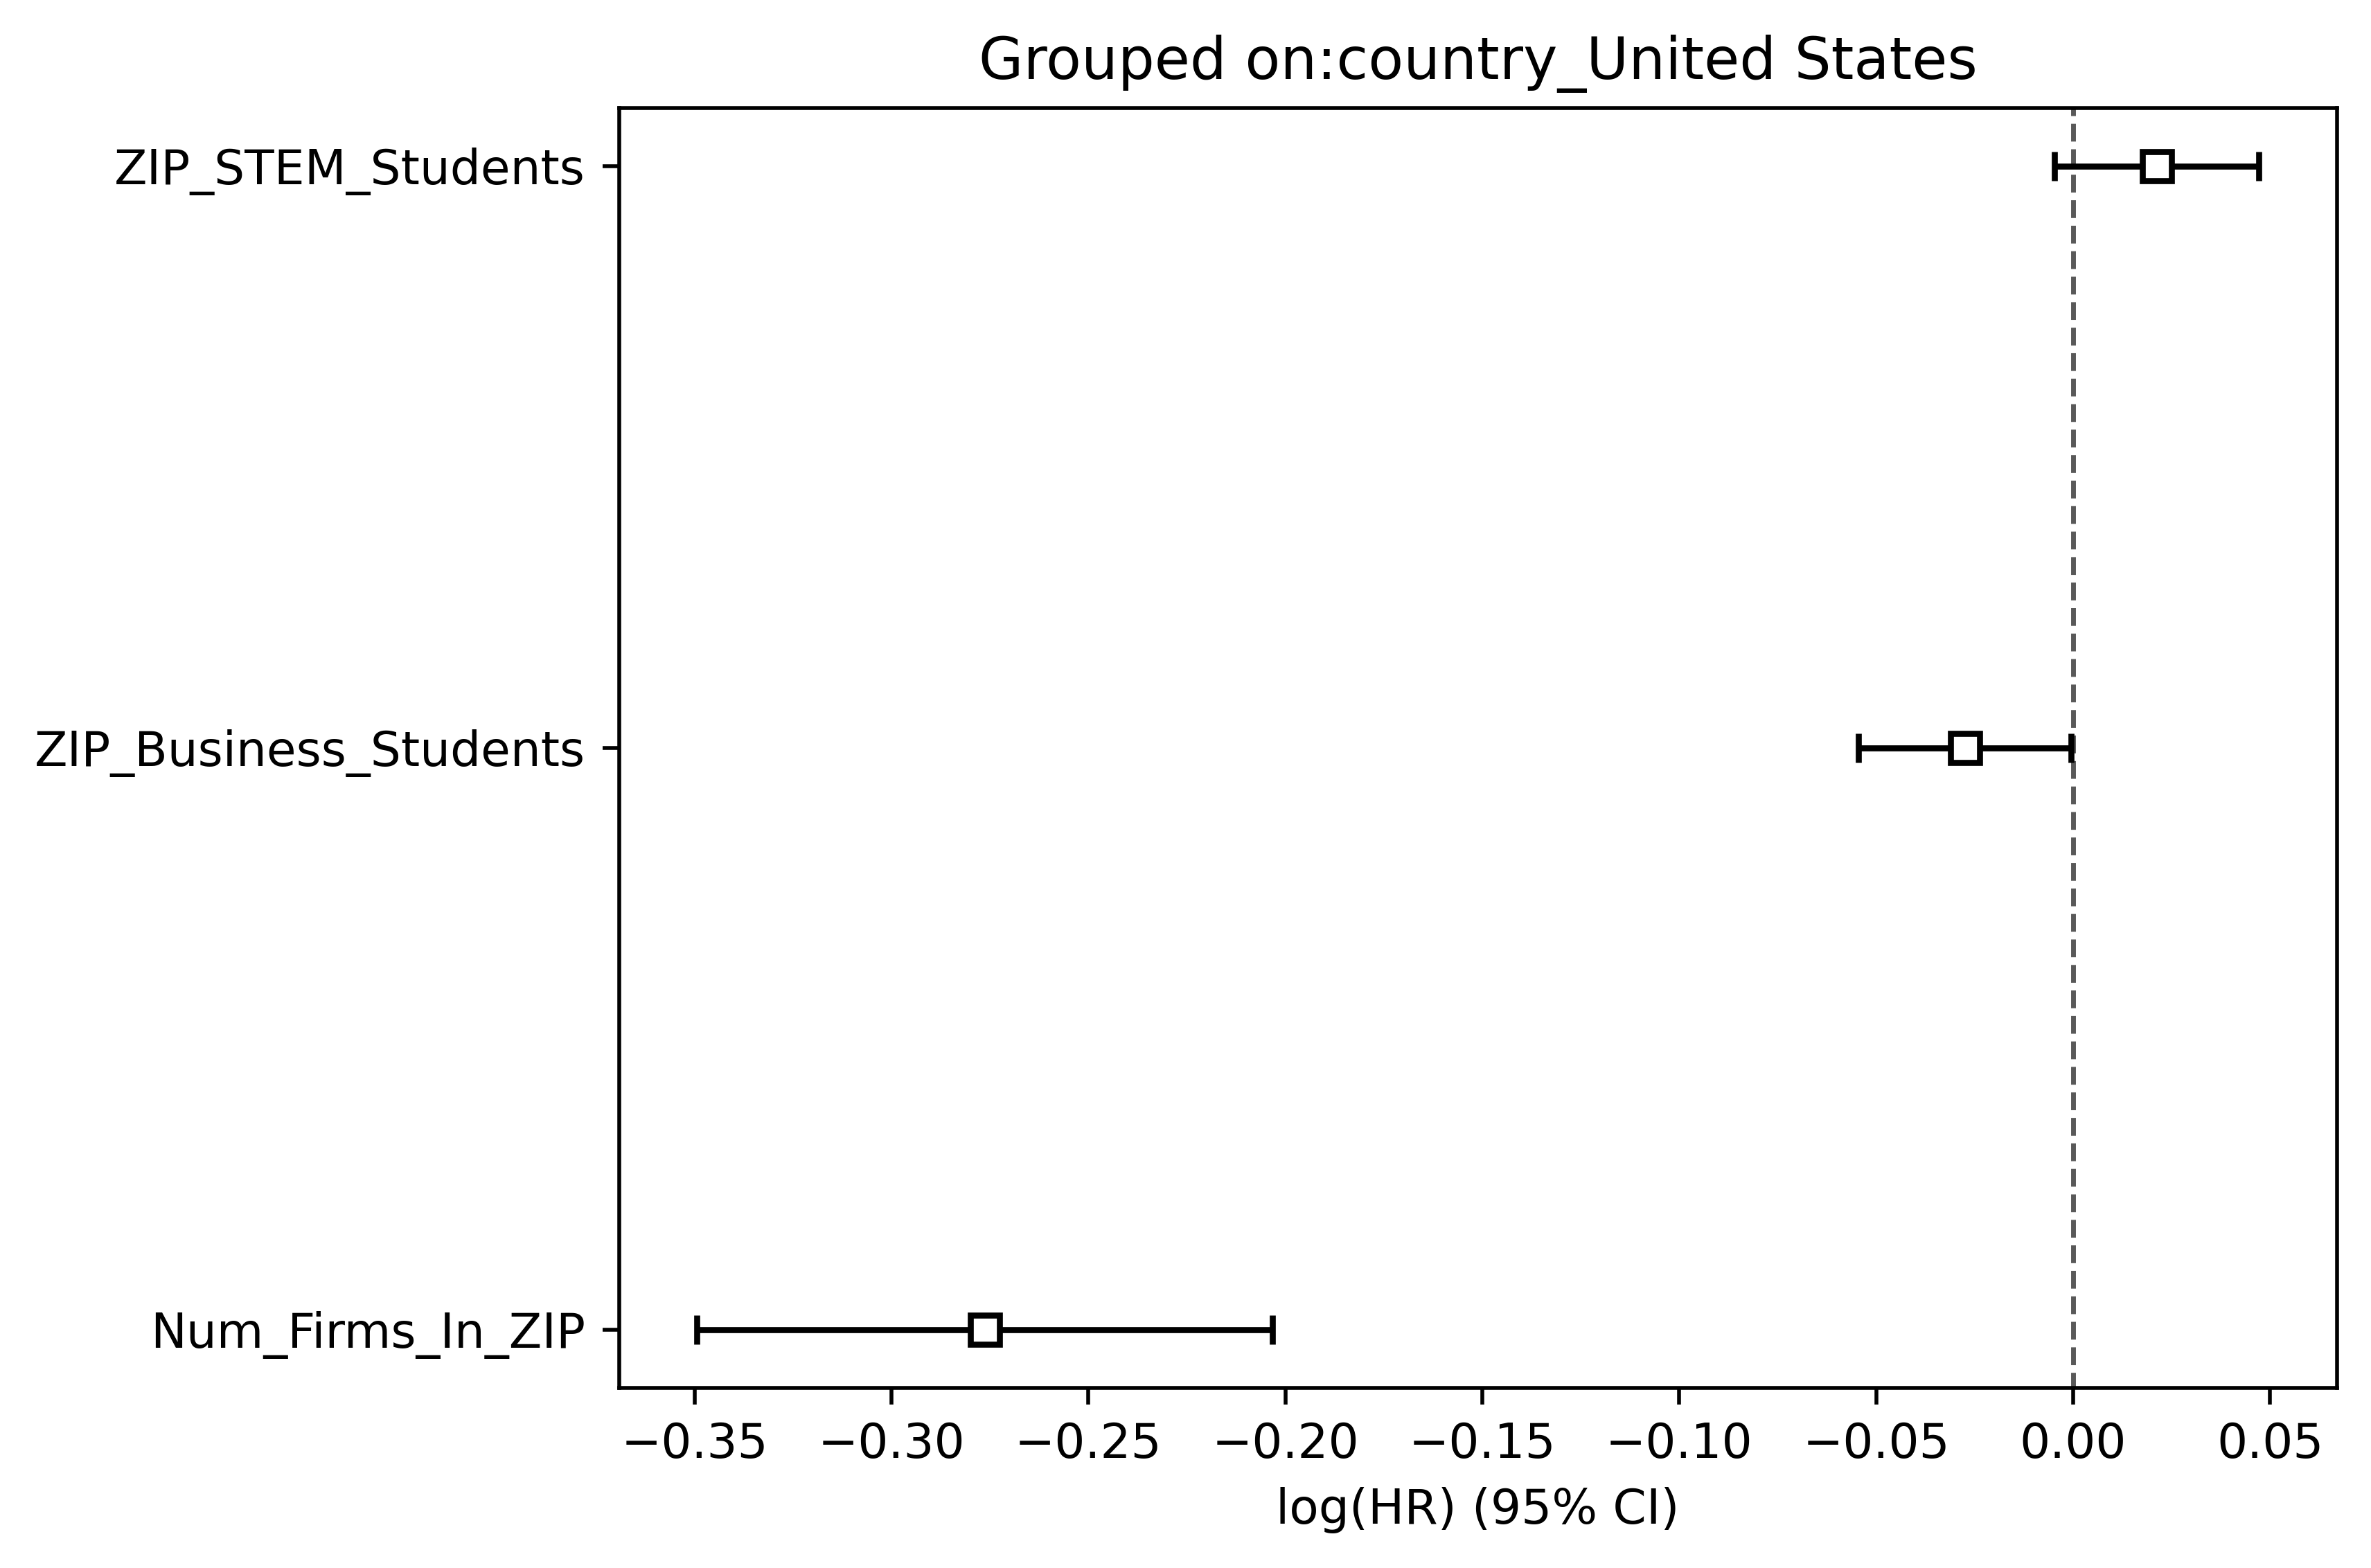 Grouped on:country_United States
ZIP_STEM_Students
ZIP_Business_Students
Num_Firms_In_ZIP
−0.35 −0.30 −0.25 −0.20 −0.15 −0.10 −0.05 0.00 0.05
log(HR) (95% CI)